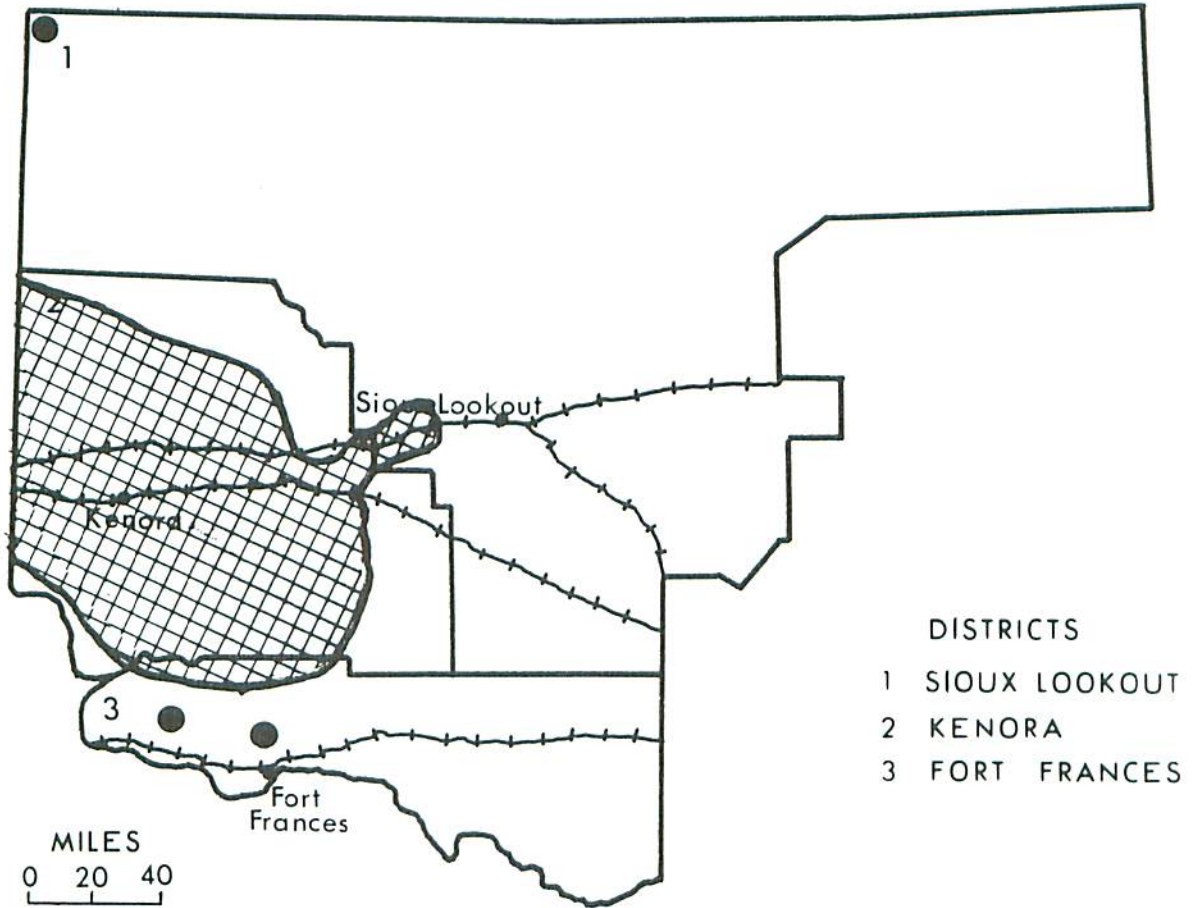 1
2
Sioux Lookout
Kenora
3
Fort
Frances
MILES
0 20 40
DISTRICTS
1 SIOUX LOOKOUT
2 KENORA
3 FORT FRANCES